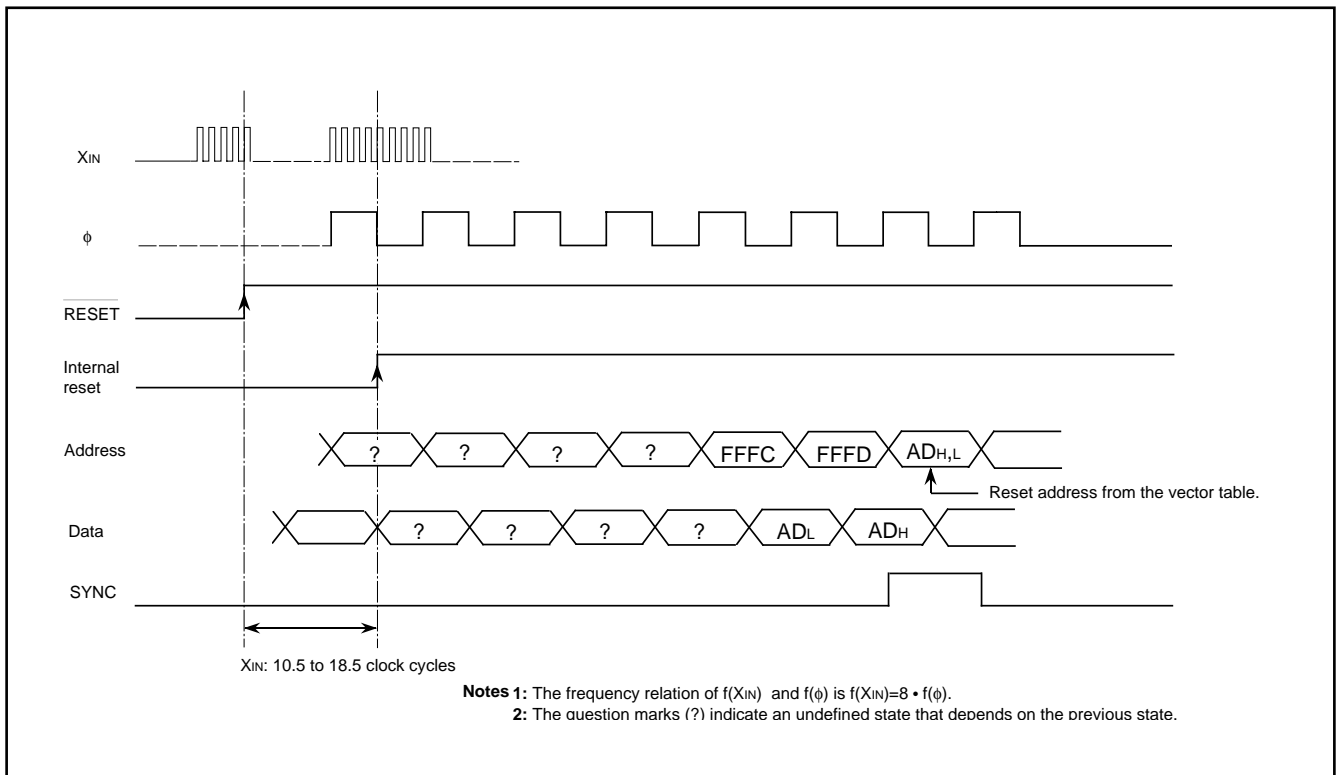 XIN
ϕ
RESET
Internal
reset
Address
? ? ? ? FFFC FFFD ADH,L
Reset address from the vector table.
Data
? ? ? ? ADL ADH
SYNC
XIN: 10.5 to 18.5 clock cycles
Notes 1: The frequency relation of f(XIN) and f(ϕ) is f(XIN)=8 • f(ϕ).
2: The question marks (?) indicate an undefined state that depends on the previous state.